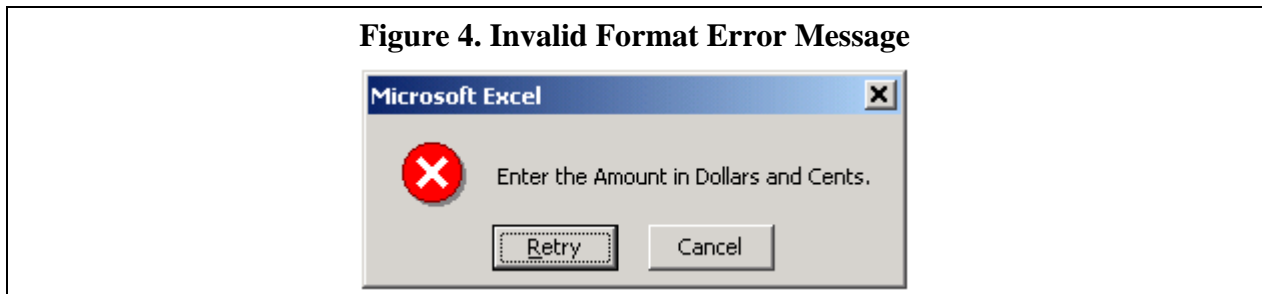 Figure 4. Invalid Format Error Message
Microsoft Excel
Enter the Amount in Dollars and Cents.
Retry Cancel